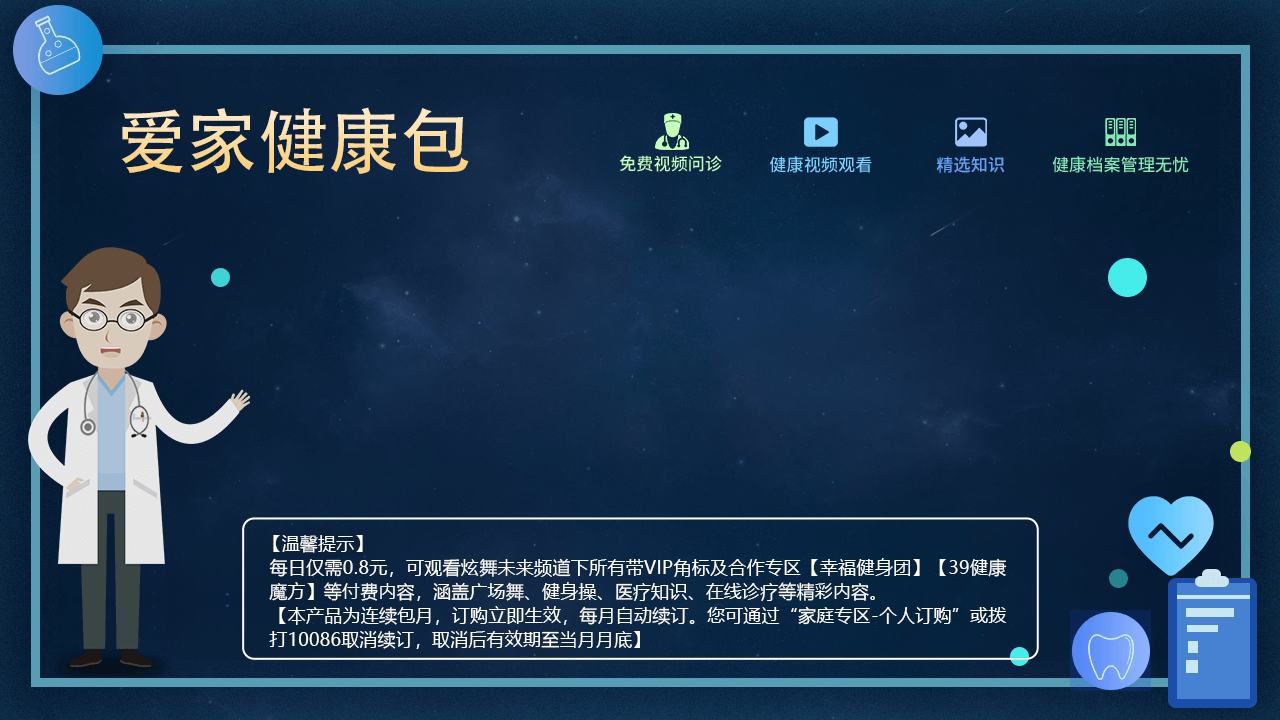 爱家健康包
免费视频问诊
健康视频观看
精选知识
健康档案管理无忧
【温馨提示】
每日仅需0.8元，可观看炫舞未来频道下所有带VIP角标及合作专区【幸福健身团】【39健康
魔方】等付费内容，涵盖广场舞、健身操、医疗知识、在线诊疗等精彩内容。
【本产品为连续包月，订购立即生效，每月自动续订。您可通过“家庭专区-个人订购”或拨
打10086取消续订，取消后有效期至当月月底】